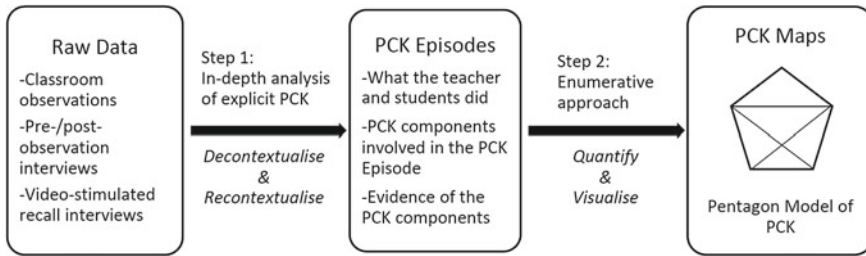 Raw Data
-Classroom
observations
-Pre-/post-
observation
interviews
-Video-stimulated
recall interviews
Step 1:
In-depth analysis
of explicit PCK
Decontextualise
&
Recontextualise
PCK Episodes
-What the teacher
and students did
-PCK components
involved in the PCK
Episode
-Evidence of the
PCK components
Step 2:
Enumerative
approach
Quantify
&
Visualise
PCK Maps
Pentagon Model of
PCK